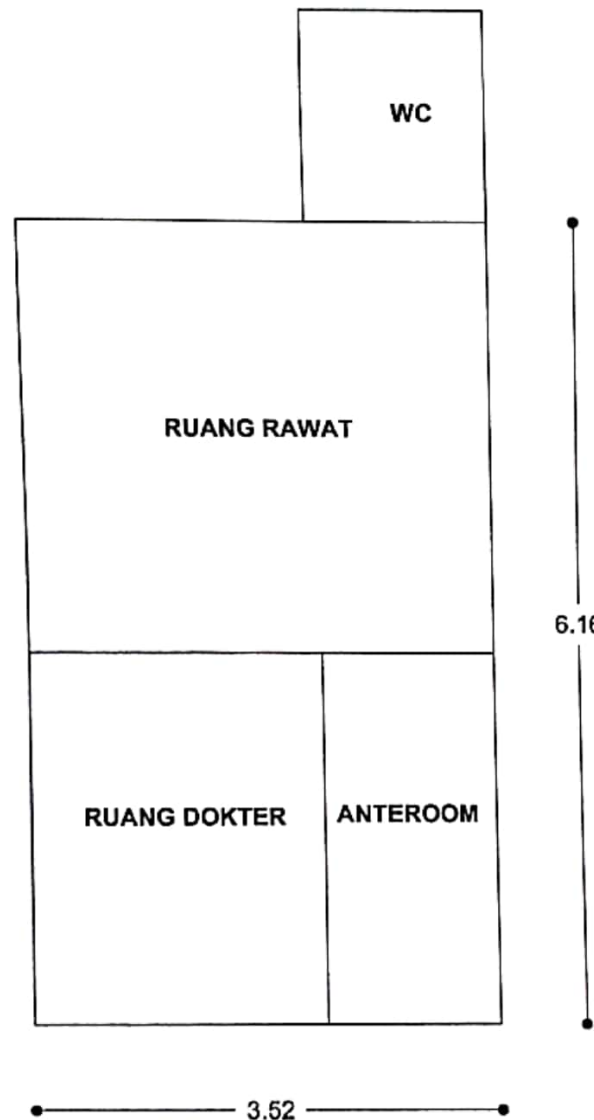 WC
RUANG RAWAT
6.16
RUANG DOKTER
ANTEROOM
3.52